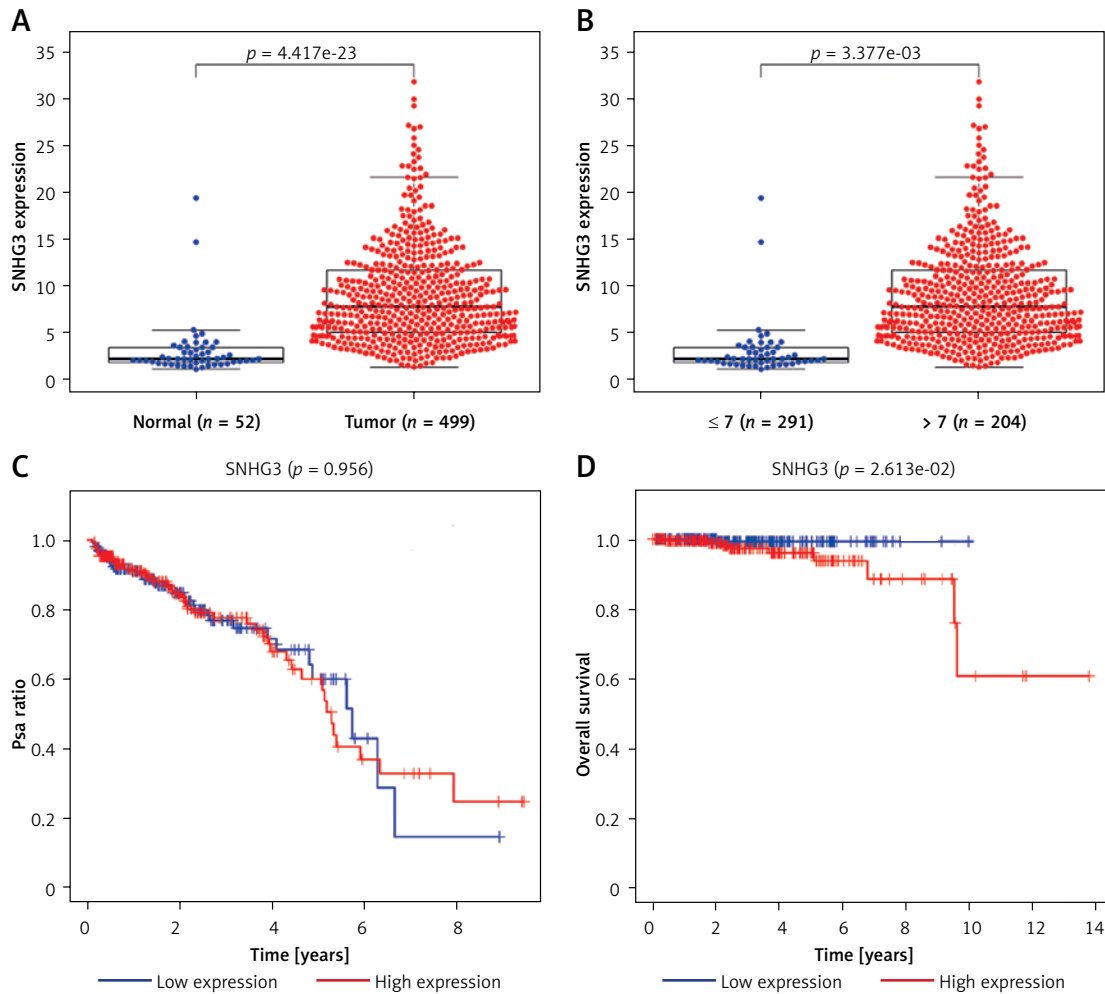 A
p = 4.417e-23
SNHG3 expression
35
30
25
20
15
10
5
0
Normal (n = 52)
Tumor (n = 499)
B
p = 3.377e-03
SNHG3 expression
35
30
25
20
15
10
5
0
≤ 7 (n = 291)
> 7 (n = 204)
C
SNHG3 (p = 0.956)
Psa ratio
1.0
0.8
0.6
0.4
0.2
0
0 2 4 6 8
Time [years]
Low expression
High expression
D
SNHG3 (p = 2.613e-02)
Overall survival
1.0
0.8
0.6
0.4
0.2
0
0 2 4 6 8 10 12 14
Time [years]
Low expression
High expression